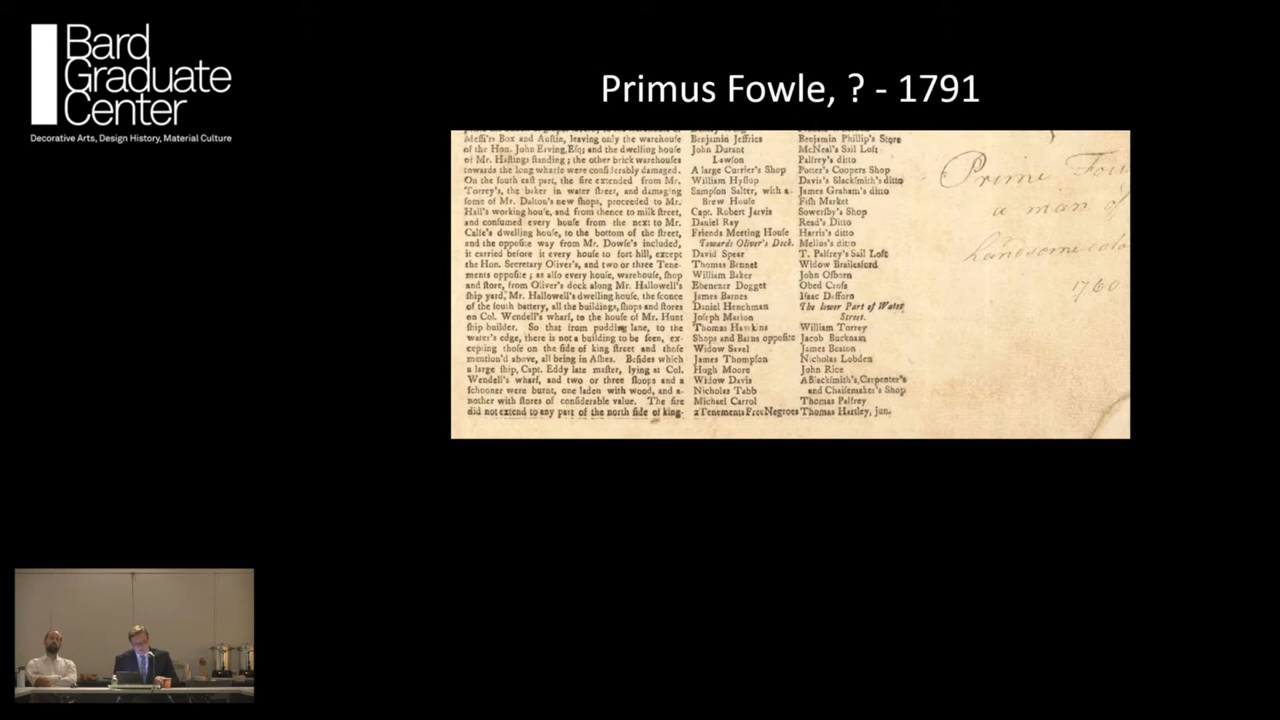 Bard
Graduate
Center
Decorative Arts, Design History, Material Culture
Primus Fowle, ? - 1791
Meſſ'rs Box and Auſtin, leaving only the warehouſe
of the Hon. John Erving, Eſq; and the dwelling houſe
of Mr. Haſtings ſtanding; the other brick warehouſes
towards the long wharfe were conſiderably damaged.
On the ſouth eaſt part, the fire extended from Mr.
Torrey's, the baker in water ſtreet, and damaging
ſome of Mr. Dalton's new ſhops, proceeded to Mr.
Hall's working houſe, and from thence to milk ſtreet,
and conſumed every houſe from the next to Mr.
Calfe's dwelling houſe, to the bottom of the ſtreet,
and the oppoſite way from Mr. Dowſe's included,
it carried before it every houſe to fort hill, except
the Hon. Secretary Oliver's, and two or three Tene-
ments oppoſite; as alſo every houſe, warehouſe, ſhop
and ſtore, from Oliver's dock along Mr. Hallowell's
ſhip yard, Mr. Hallowell's dwelling houſe, the ſconce
of the ſouth battery, all the buildings, ſhops and ſtores
on Col. Wendell's wharf, to the houſe of Mr. Hunt
ſhip builder. So that from pudding lane, to the
water's edge, there is not a building to be ſeen, ex-
cepting thoſe on the ſide of king ſtreet and thoſe
mention'd above, all being in Aſhes. Beſides which
a large ſhip, Capt. Eddy late maſter, lying at Col.
Wendell's wharf, and two or three ſloops and a
ſchooner were burnt, one laden with wood, and a-
nother with ſtores of conſiderable value. The fire
did not extend to any part of the north ſide of king-
Benjamin Jeffries
John Durant
Lawſon
A large Currier's Shop
William Hyſlop
Sampſon Salter, with a
Brew Houſe
Capt. Robert Jarvis
Daniel Ray
Friends Meeting Houſe
Towards Oliver's Dock.
David Spear
Thomas Bennet
William Baker
Ebenezer Dogget
James Barnes
Daniel Henchman
Joſeph Marion
Thomas Hawkins
Shops and Barns oppoſite
Widow Savel
James Thompſon
Hugh Moore
Widow Davis
Nicholas Tabb
Michael Carrol
2 Tenements Free Negroes
Benjamin Phillip's Store
McNeal's Sail Loft
Palfrey's ditto
Potter's Coopers Shop
Davis's Blackſmith's ditto
James Graham's ditto
Fiſh Market
Sowerſby's Shop
Read's Ditto
Harris's ditto
Mellus's ditto
T. Palfrey's Sail Loft
Widow Brailesford
John Oſborn
Obed Croſs
Iſaac Dafforn
The lower Part of Water
Street.
William Torrey
Jacob Bucknam
James Beaton
Nicholas Lobden
John Rice
A Blackſmith's, Carpenter's
and Chaiſemaker's Shop
Thomas Palfrey
Thomas Hartley, jun.
Prime Fow
a man of
handsome colo
1760